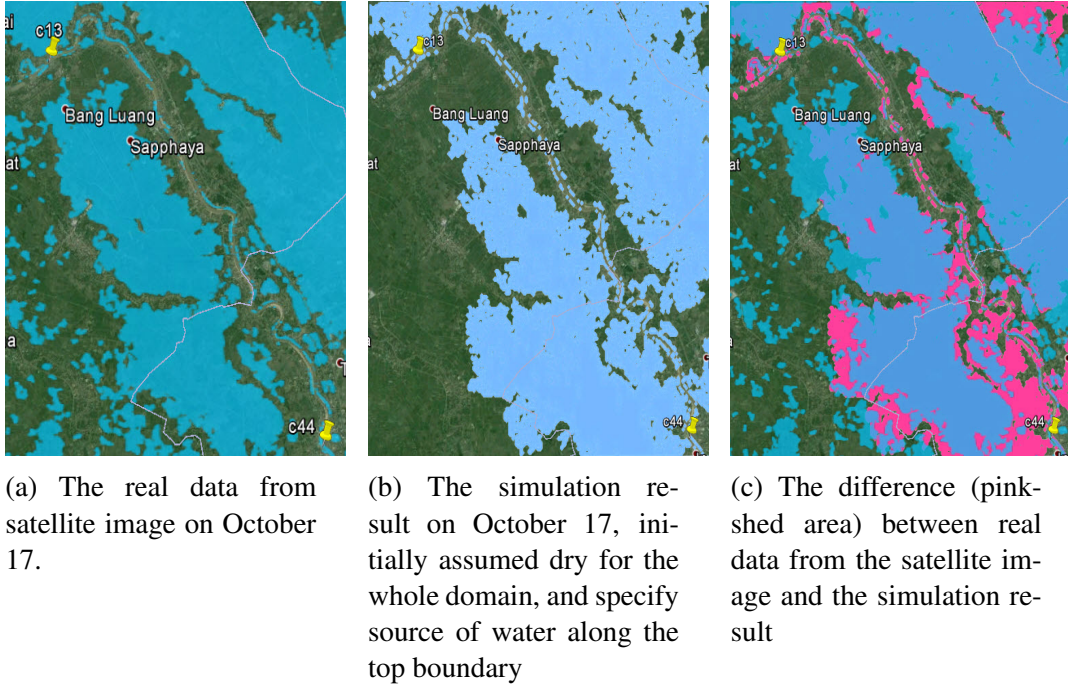 ai
c13
Bang Luang
Sapphaya
at
a
T
c44
c13
Bang Luang
Sapphaya
a
c44
c13
Bang Luang
Sapphaya
at
a
c44
(a) The real data from
satellite image on October
17.
(b) The simulation re-
sult on October 17, ini-
tially assumed dry for the
whole domain, and specify
source of water along the
top boundary
(c) The difference (pink-
shed area) between real
data from the satellite im-
age and the simulation re-
sult